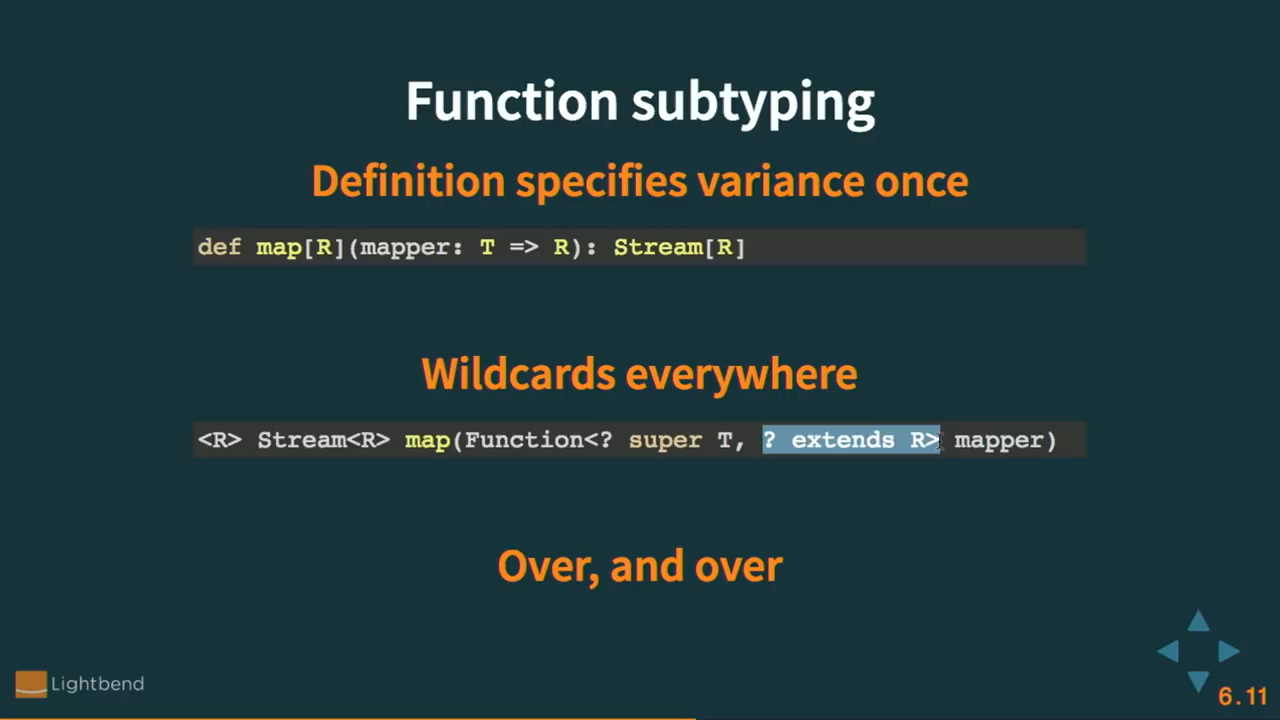 Function subtyping
Definition specifies variance once
def map[R](mapper: T => R): Stream[R]
Wildcards everywhere
<R> Stream<R> map(Function<? super T, ? extends R> mapper)
Over, and over
Lightbend
6.11